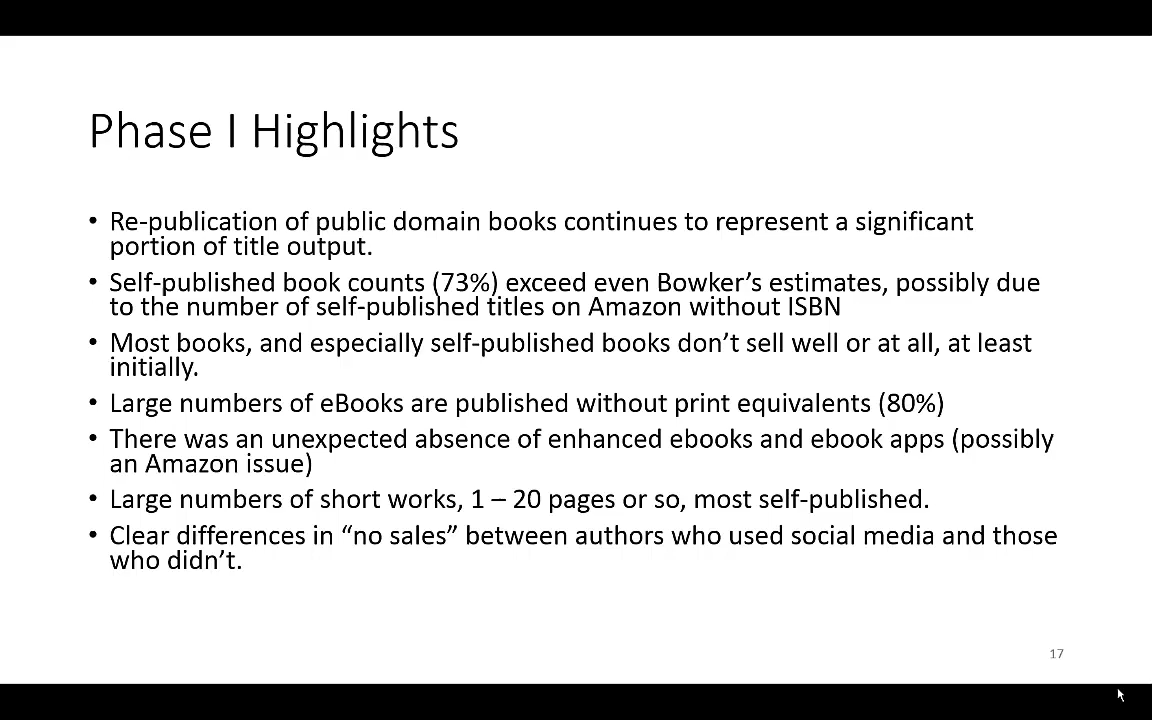 Phase I Highlights
• Re-publication of public domain books continues to represent a significant
portion of title output.
• Self-published book counts (73%) exceed even Bowker’s estimates, possibly due
to the number of self-published titles on Amazon without ISBN
• Most books, and especially self-published books don’t sell well or at all, at least
initially.
• Large numbers of eBooks are published without print equivalents (80%)
• There was an unexpected absence of enhanced ebooks and ebook apps (possibly
an Amazon issue)
• Large numbers of short works, 1 – 20 pages or so, most self-published.
• Clear differences in “no sales” between authors who used social media and those
who didn’t.
17